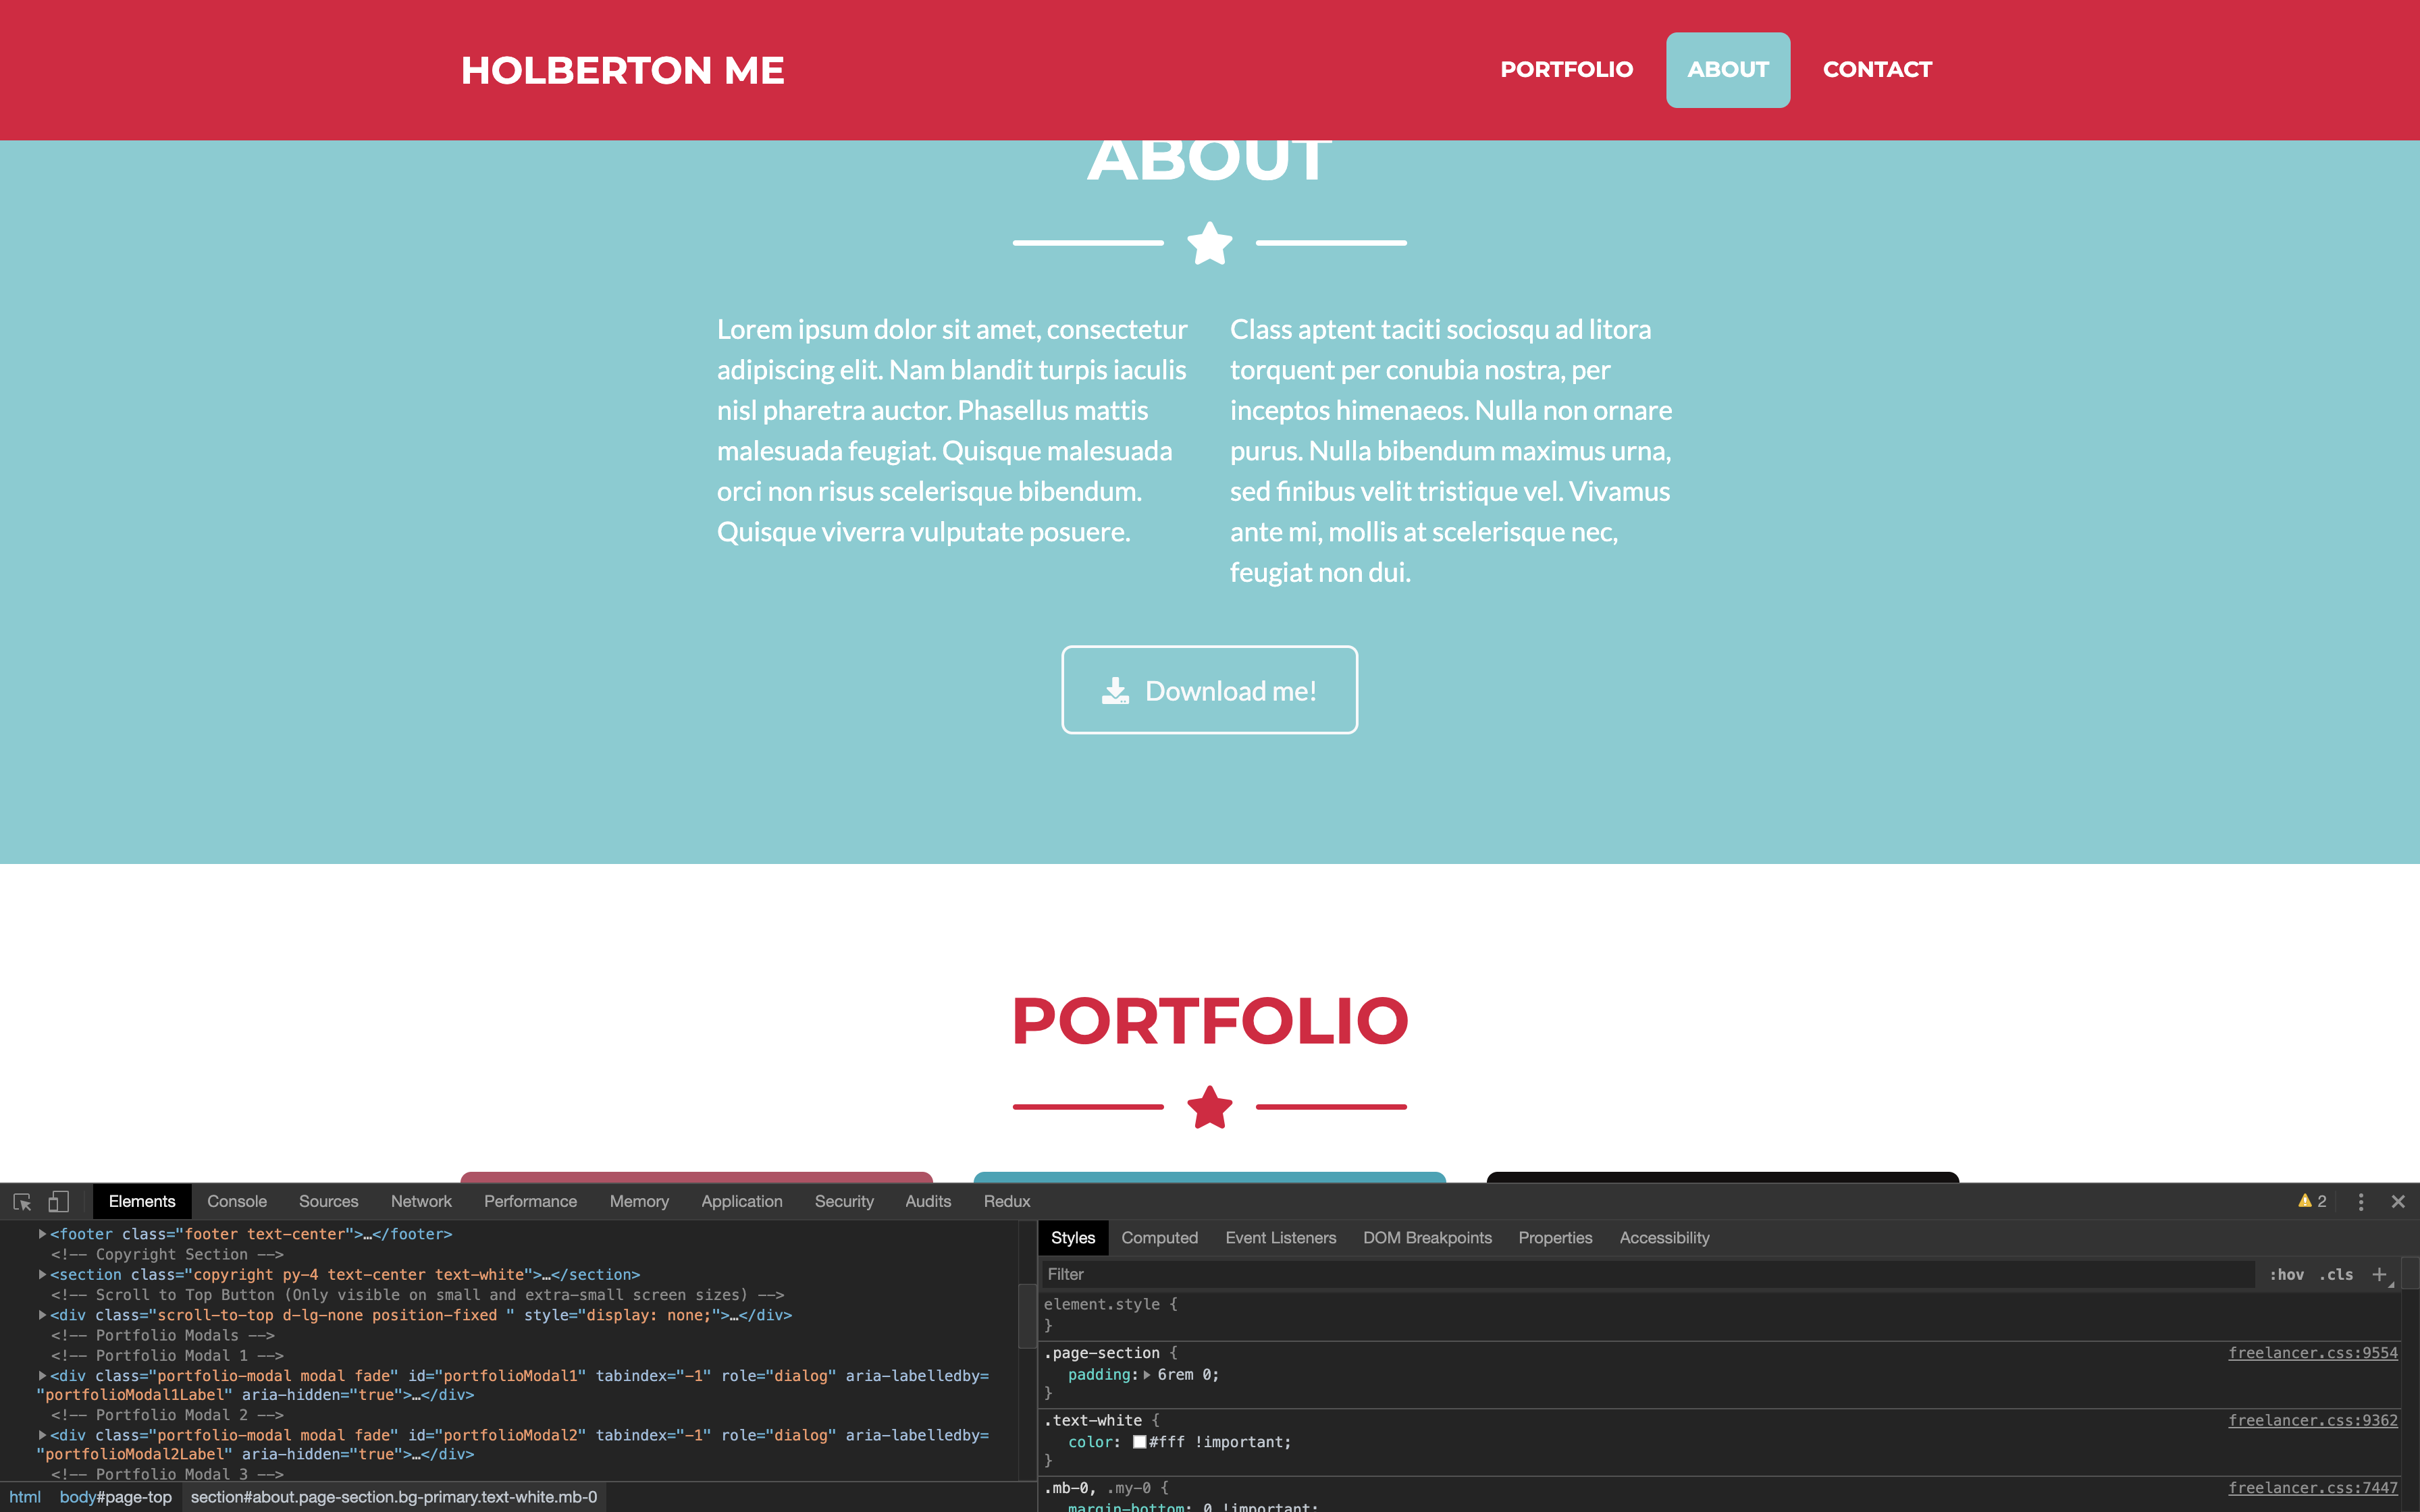 HOLBERTON ME
PORTFOLIO
ABOUT
CONTACT
ABOUT
Lorem ipsum dolor sit amet, consectetur
adipiscing elit. Nam blandit turpis iaculis
nisl pharetra auctor. Phasellus mattis
malesuada feugiat. Quisque malesuada
orci non risus scelerisque bibendum.
Quisque viverra vulputate posuere.
Class aptent taciti sociosqu ad litora
torquent per conubia nostra, per
inceptos himenaeos. Nulla non ornare
purus. Nulla bibendum maximus urna,
sed finibus velit tristique vel. Vivamus
ante mi, mollis at scelerisque nec,
feugiat non dui.
Download me!
PORTFOLIO
Elements Console Sources Network Performance Memory Application Security Audits Redux 2
<footer class="footer text-center">…</footer>
<!-- Copyright Section -->
<section class="copyright py-4 text-center text-white">…</section>
<!-- Scroll to Top Button (Only visible on small and extra-small screen sizes) -->
<div class="scroll-to-top d-lg-none position-fixed " style="display: none;">…</div>
<!-- Portfolio Modals -->
<!-- Portfolio Modal 1 -->
<div class="portfolio-modal modal fade" id="portfolioModal1" tabindex="-1" role="dialog" aria-labelledby=
"portfolioModal1Label" aria-hidden="true">…</div>
<!-- Portfolio Modal 2 -->
<div class="portfolio-modal modal fade" id="portfolioModal2" tabindex="-1" role="dialog" aria-labelledby=
"portfolioModal2Label" aria-hidden="true">…</div>
<!-- Portfolio Modal 3 -->
html body#page-top section#about.page-section.bg-primary.text-white.mb-0
Styles Computed Event Listeners DOM Breakpoints Properties Accessibility
Filter :hov .cls +
element.style {
}
.page-section { freelancer.css:9554
padding: 6rem 0;
}
.text-white { freelancer.css:9362
color: #fff !important;
}
.mb-0, .my-0 { freelancer.css:7447
margin-bottom: 0 !important;